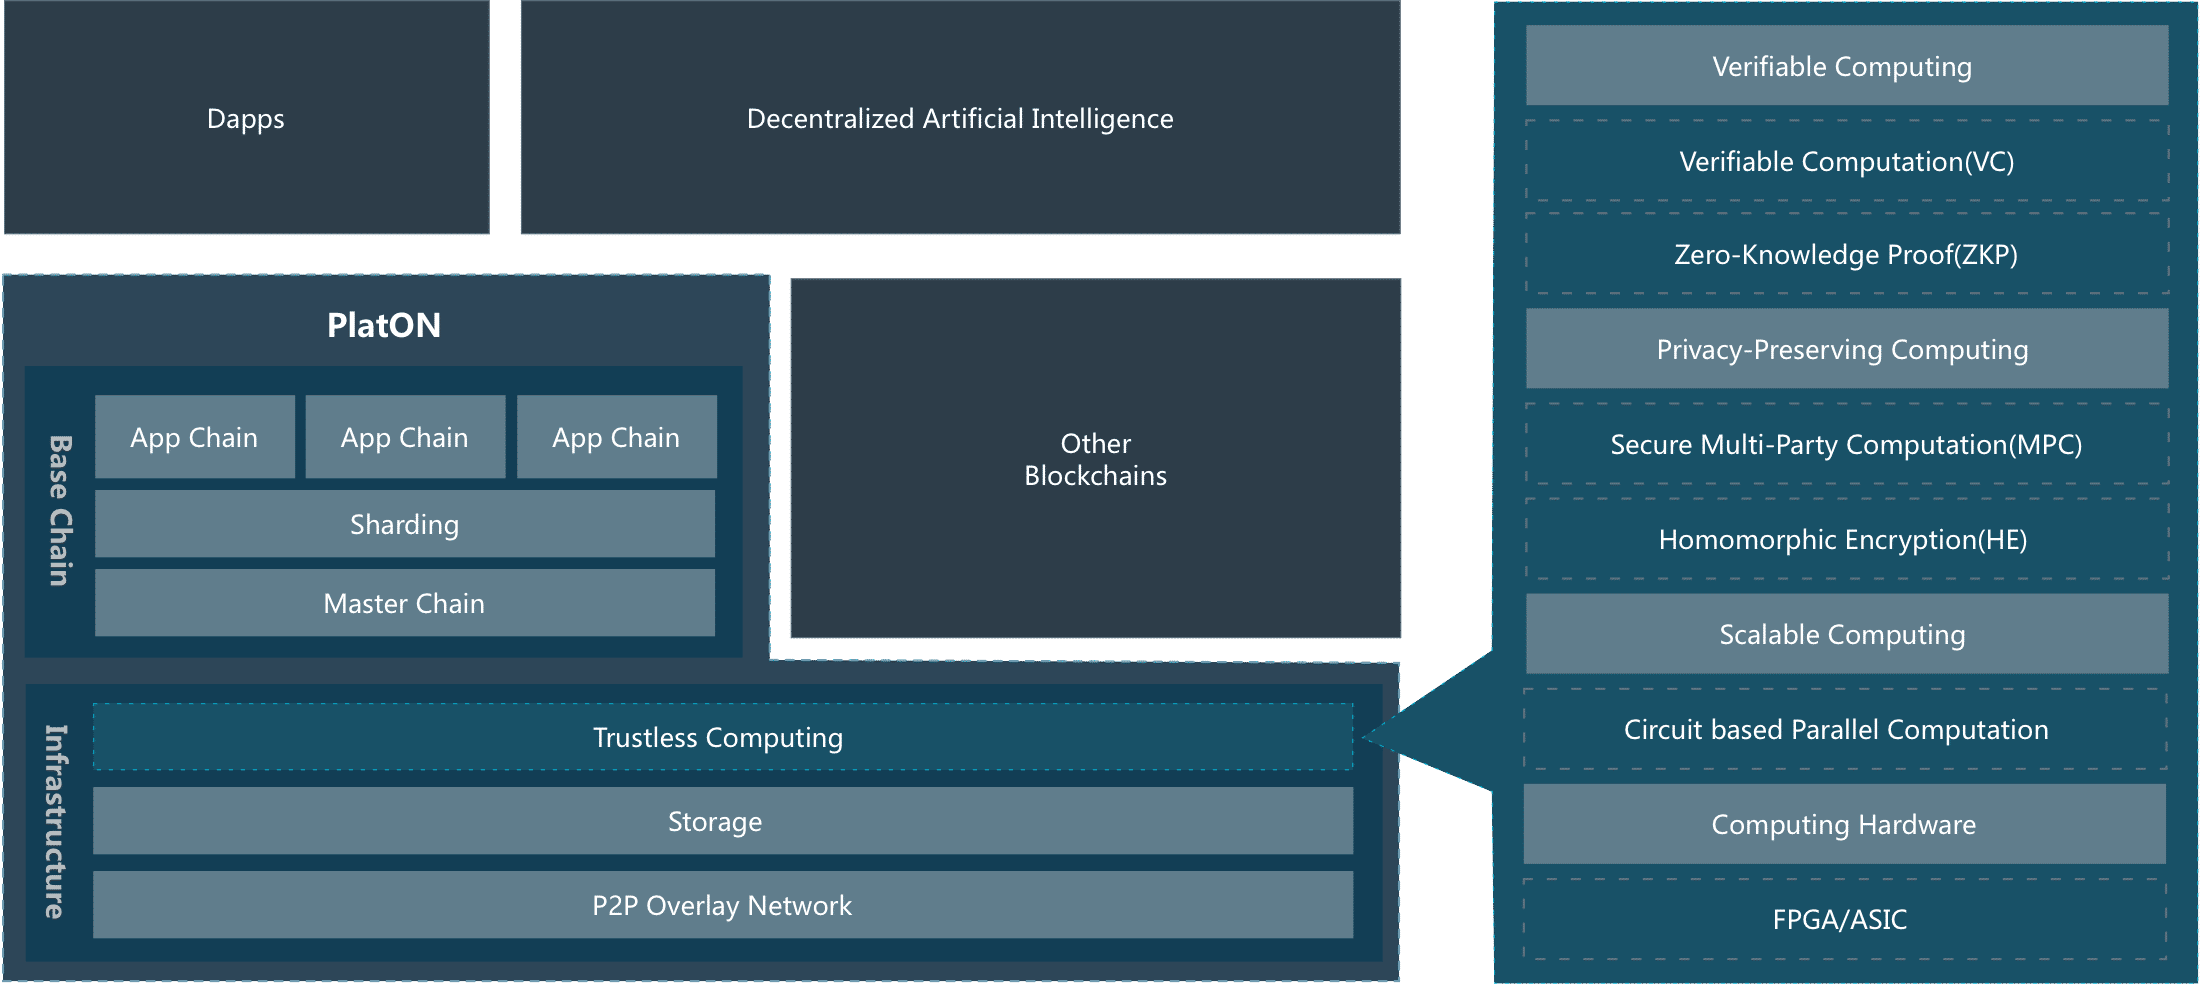 Dapps
Decentralized Artificial Intelligence
PlatON
Base Chain
App Chain
App Chain
App Chain
Sharding
Master Chain
Other
Blockchains
Infrastructure
Trustless Computing
Storage
P2P Overlay Network
Verifiable Computing
Verifiable Computation(VC)
Zero-Knowledge Proof(ZKP)
Privacy-Preserving Computing
Secure Multi-Party Computation(MPC)
Homomorphic Encryption(HE)
Scalable Computing
Circuit based Parallel Computation
Computing Hardware
FPGA/ASIC